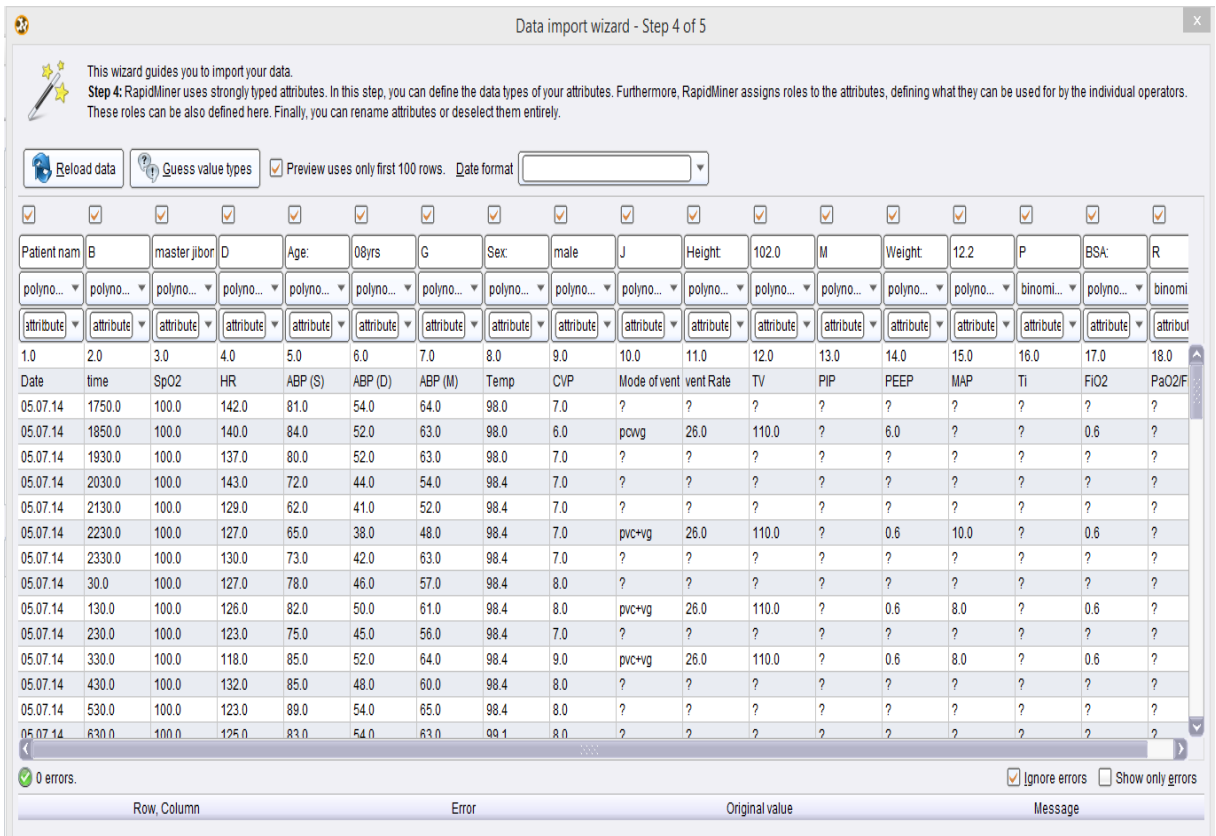 Data import wizard - Step 4 of 5
x
This wizard guides you to import your data.
Step 4: RapidMiner uses strongly typed attributes. In this step, you can define the data types of your attributes. Furthermore, RapidMiner assigns roles to the attributes, defining what they can be used for by the individual operators.
These roles can be also defined here. Finally, you can rename attributes or deselect them entirely.
Reload data Guess value types Preview uses only first 100 rows. Date format
Patient nam B master jibor D Age: 08yrs G Sex: male J Height: 102.0 M Weight: 12.2 P BSA: R
polyno... polyno... polyno... polyno... polyno... polyno... polyno... polyno... polyno... polyno... polyno... polyno... polyno... polyno... polyno... binomi... polyno... binomi
attribute attribute attribute attribute attribute attribute attribute attribute attribute attribute attribute attribute attribute attribute attribute attribute attribute attribut
1.0 2.0 3.0 4.0 5.0 6.0 7.0 8.0 9.0 10.0 11.0 12.0 13.0 14.0 15.0 16.0 17.0 18.0
Date time SpO2 HR ABP (S) ABP (D) ABP (M) Temp CVP Mode of vent vent Rate TV PIP PEEP MAP Ti FiO2 PaO2/F
05.07.14 1750.0 100.0 142.0 81.0 54.0 64.0 98.0 7.0 ? ? ? ? ? ? ? ? ?
05.07.14 1850.0 100.0 140.0 84.0 52.0 63.0 98.0 6.0 pcvvg 26.0 110.0 ? 6.0 ? ? 0.6 ?
05.07.14 1930.0 100.0 137.0 80.0 52.0 63.0 98.0 7.0 ? ? ? ? ? ? ? ? ?
05.07.14 2030.0 100.0 143.0 72.0 44.0 54.0 98.4 7.0 ? ? ? ? ? ? ? ? ?
05.07.14 2130.0 100.0 129.0 62.0 41.0 52.0 98.4 7.0 ? ? ? ? ? ? ? ? ?
05.07.14 2230.0 100.0 127.0 65.0 38.0 48.0 98.4 7.0 pvc+vg 26.0 110.0 ? 0.6 10.0 ? 0.6 ?
05.07.14 2330.0 100.0 130.0 73.0 42.0 63.0 98.4 7.0 ? ? ? ? ? ? ? ? ?
05.07.14 30.0 100.0 127.0 78.0 46.0 57.0 98.4 8.0 ? ? ? ? ? ? ? ? ?
05.07.14 130.0 100.0 126.0 82.0 50.0 61.0 98.4 8.0 pvc+vg 26.0 110.0 ? 0.6 8.0 ? 0.6 ?
05.07.14 230.0 100.0 123.0 75.0 45.0 56.0 98.4 7.0 ? ? ? ? ? ? ? ? ?
05.07.14 330.0 100.0 118.0 85.0 52.0 64.0 98.4 9.0 pvc+vg 26.0 110.0 ? 0.6 8.0 ? 0.6 ?
05.07.14 430.0 100.0 132.0 85.0 48.0 60.0 98.4 8.0 ? ? ? ? ? ? ? ? ?
05.07.14 530.0 100.0 123.0 89.0 54.0 65.0 98.4 8.0 ? ? ? ? ? ? ? ? ?
05.07.14 630.0 100.0 125.0 83.0 54.0 63.0 99.1 8.0 ? ? ? ? ? ? ? ? ?
0 errors. Ignore errors Show only errors
Row, Column Error Original value Message